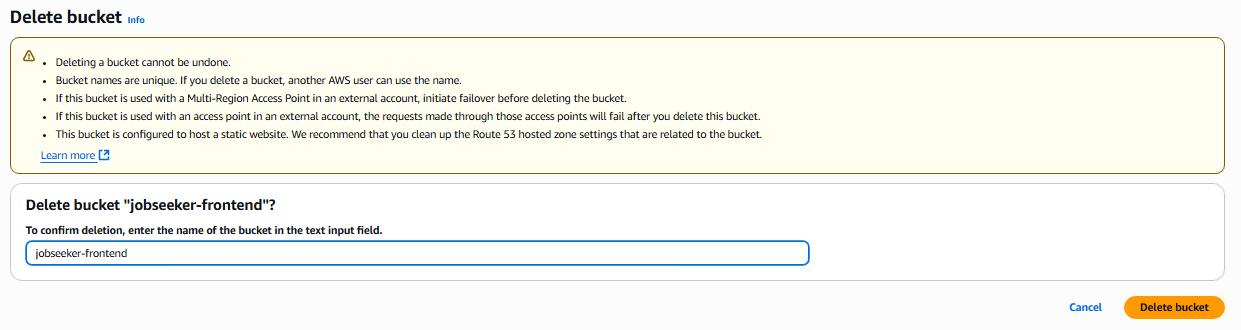 Delete bucket Info
Deleting a bucket cannot be undone.
Bucket names are unique. If you delete a bucket, another AWS user can use the name.
If this bucket is used with a Multi-Region Access Point in an external account, initiate failover before deleting the bucket.
If this bucket is used with an access point in an external account, the requests made through those access points will fail after you delete this bucket.
This bucket is configured to host a static website. We recommend that you clean up the Route 53 hosted zone settings that are related to the bucket.
Learn more
Delete bucket "jobseeker-frontend"?
To confirm deletion, enter the name of the bucket in the text input field.
jobseeker-frontend
Cancel Delete bucket